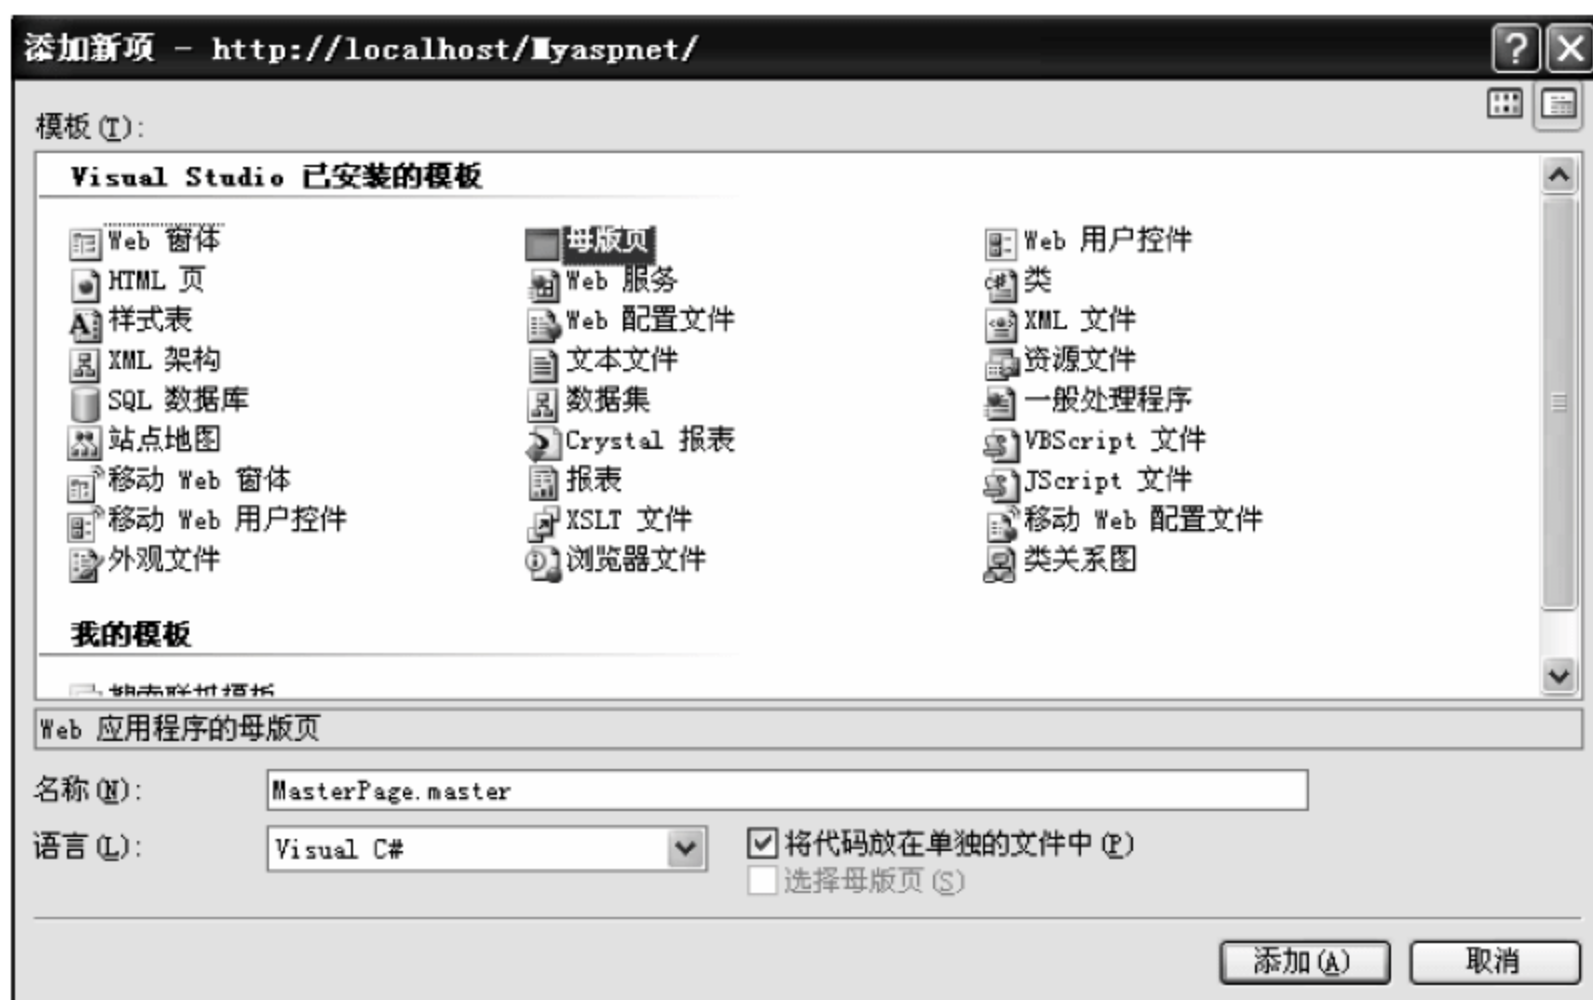 添加新项 - http://localhost/Myaspnet/
模板(T):
Visual Studio 已安装的模板
Web 窗体 母版页 Web 用户控件
HTML 页 Web 服务 类
样式表 Web 配置文件 XML 文件
XML 架构 文本文件 资源文件
SQL 数据库 数据集 一般处理程序
站点地图 Crystal 报表 VBScript 文件
移动 Web 窗体 报表 JScript 文件
移动 Web 用户控件 XSLT 文件 移动 Web 配置文件
外观文件 浏览器文件 类关系图
我的模板
搜索联机模板
Web 应用程序的母版页
名称(N): MasterPage.master
语言(L): Visual C# 将代码放在单独的文件中(P)
选择母版页(S)
添加(A) 取消